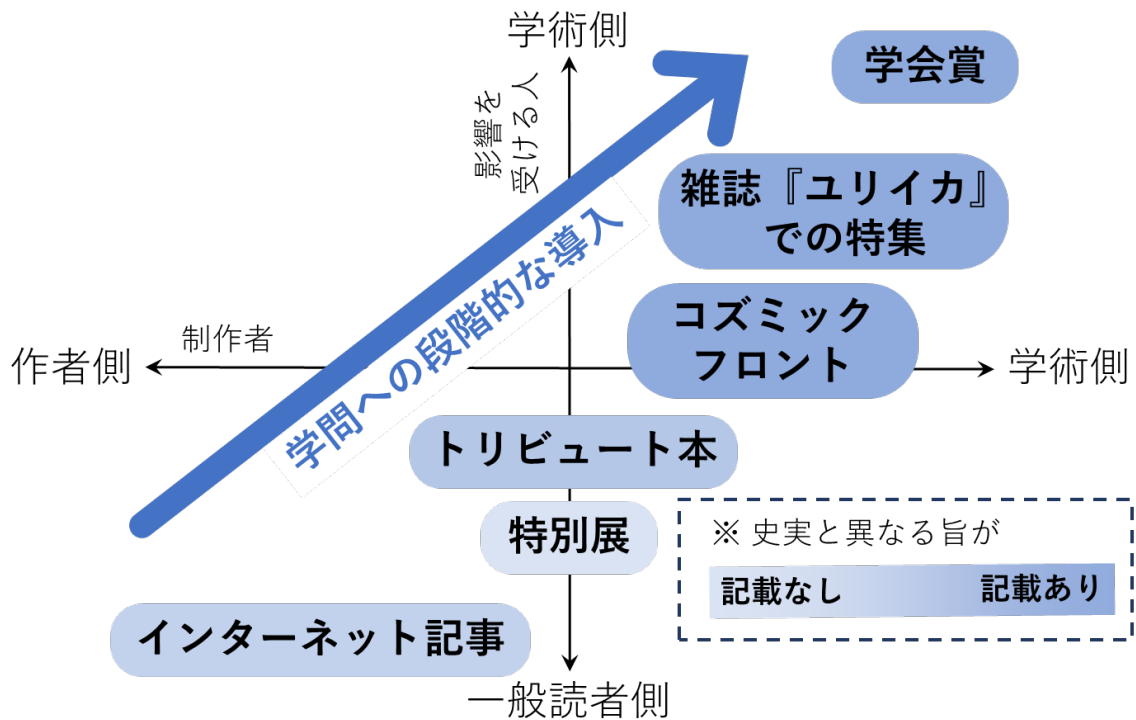 学術側
影響を
受ける人
学会賞
雑誌『ユリイカ』
での特集
学問への段階的な導入
コズミック
フロント
制作者
作者側
学術側
トリビュート本
特別展
※ 史実と異なる旨が
記載なし
記載あり
インターネット記事
一般読者側